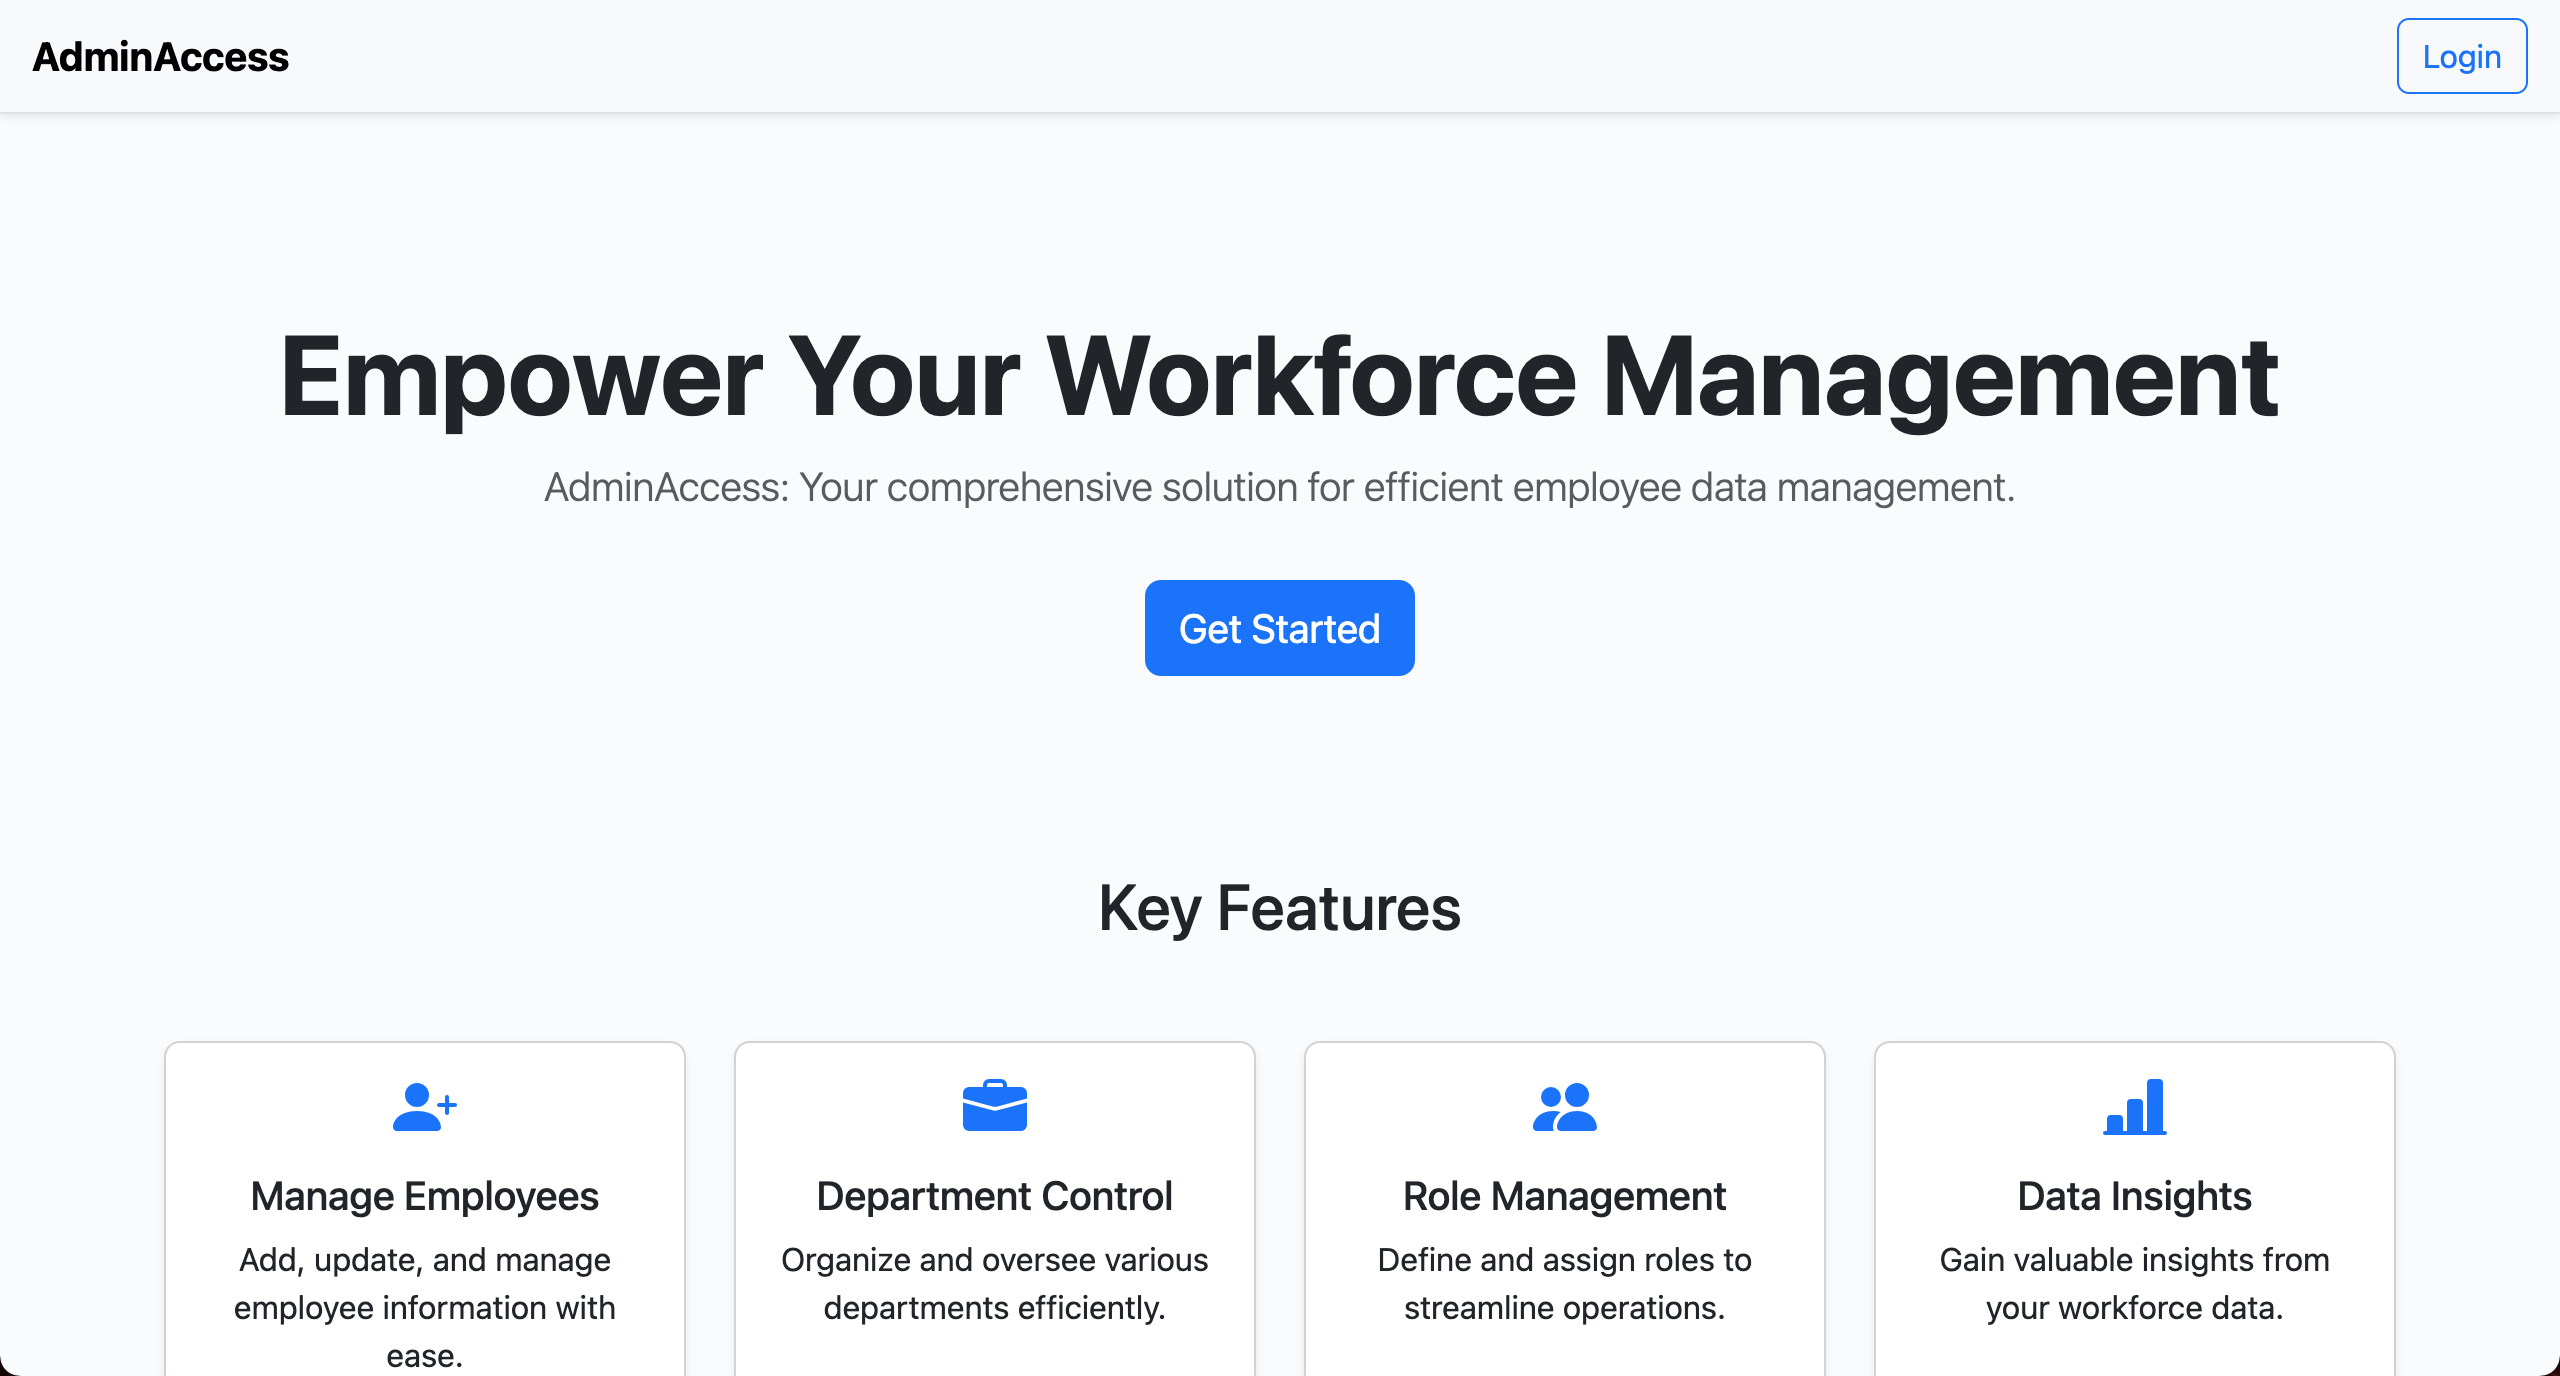 AdminAccess
Login
Empower Your Workforce Management
AdminAccess: Your comprehensive solution for efficient employee data management.
Get Started
Key Features
Manage Employees
Add, update, and manage
employee information with
ease.
Department Control
Organize and oversee various
departments efficiently.
Role Management
Define and assign roles to
streamline operations.
Data Insights
Gain valuable insights from
your workforce data.